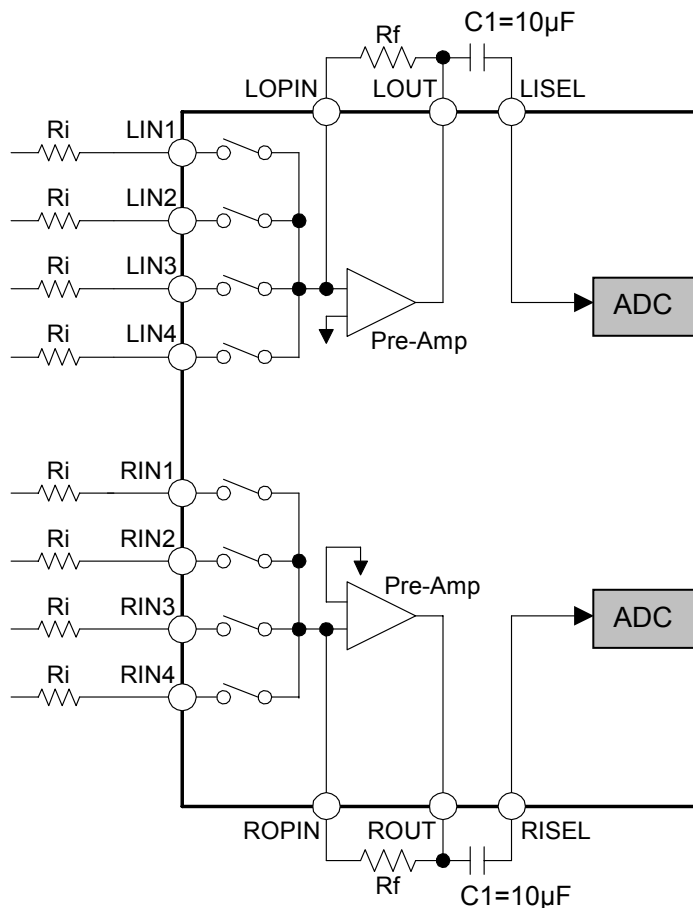 C1=10µF
Rf
LOPIN LOUT LISEL
Ri LIN1
Ri LIN2
Ri LIN3
ADC
Ri LIN4
Pre-Amp
Ri RIN1
Ri RIN2
Pre-Amp
Ri RIN3
ADC
Ri RIN4
ROPIN ROUT RISEL
Rf
C1=10µF